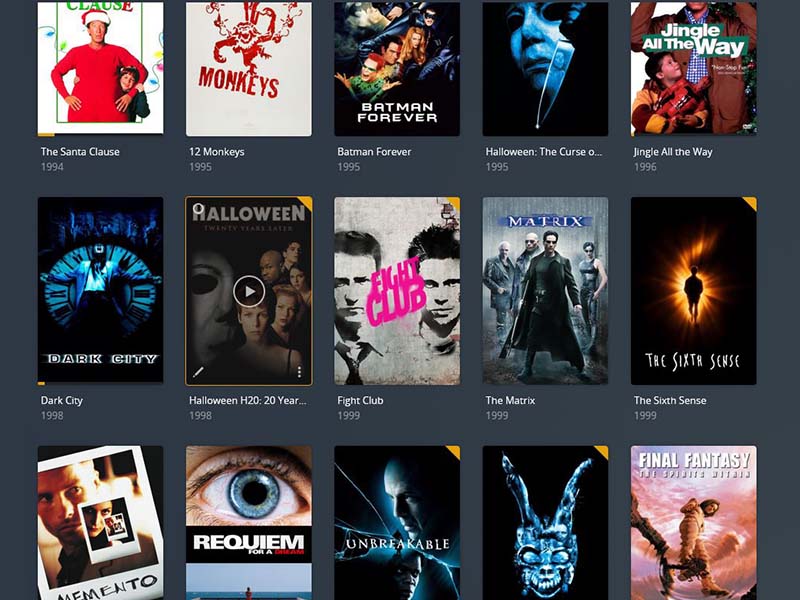 CLAUSE
MONKEYS
BATMAN
FOREVER
Jingle
All The Way
"Non-Stop Fun"
DVD
The Santa Clause
12 Monkeys
Batman Forever
Halloween: The Curse o...
Jingle All the Way
1994
1995
1995
1995
1996
DARK CITY
HALLOWEEN
TWENTY YEARS LATER
FIGHT
CLUB
MATRIX
THE SIXTH SENSE
Dark City
Halloween H20: 20 Year...
Fight Club
The Matrix
The Sixth Sense
1998
1998
1999
1999
1999
MEMENTO
REQUIEM
FOR A DREAM
UNBREAKABLE
FINAL FANTASY
THE SPIRITS WITHIN